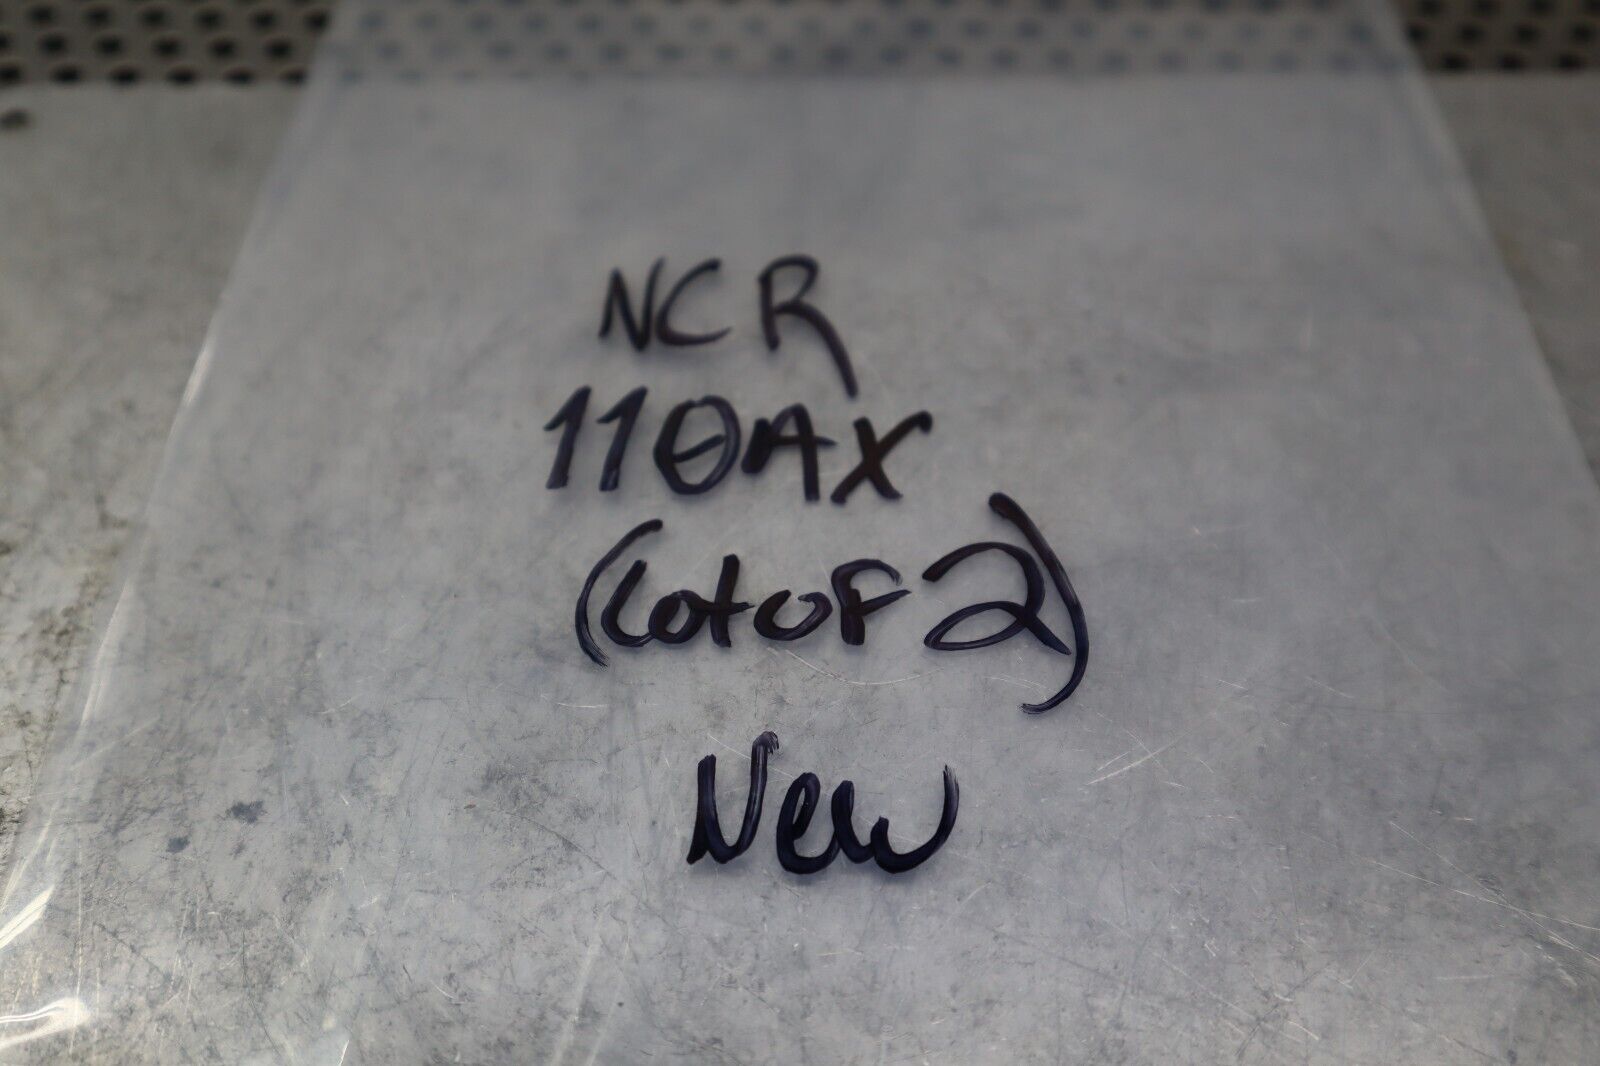 NCR
110AX
(Lot of 2)
New